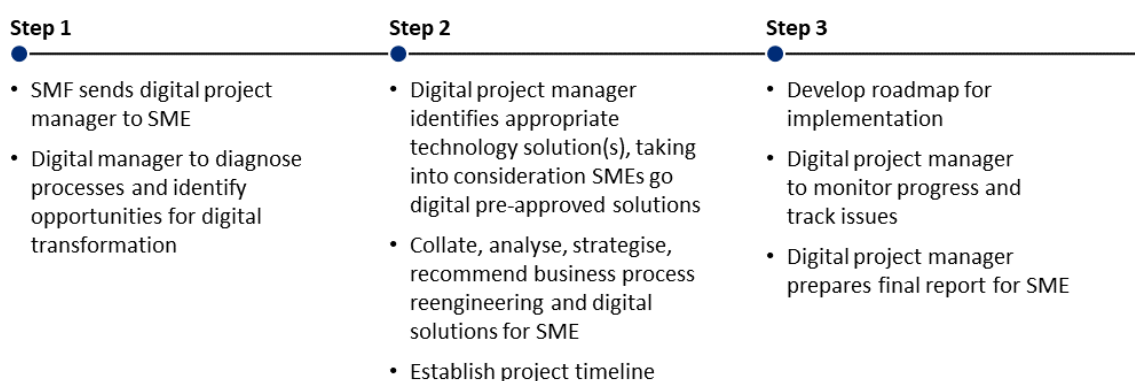 Step 1
• SMF sends digital project
manager to SME
• Digital manager to diagnose
processes and identify
opportunities for digital
transformation
Step 2
• Digital project manager
identifies appropriate
technology solution(s), taking
into consideration SMEs go
digital pre-approved solutions
• Collate, analyse, strategise,
recommend business process
reengineering and digital
solutions for SME
• Establish project timeline
Step 3
• Develop roadmap for
implementation
• Digital project manager
to monitor progress and
track issues
• Digital project manager
prepares final report for SME